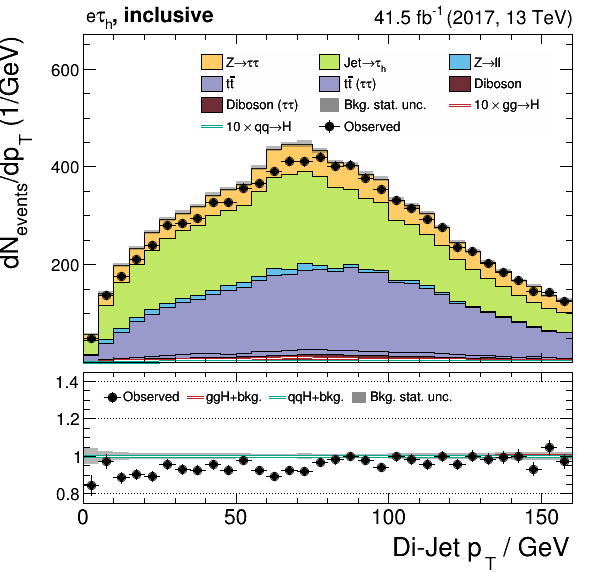 eτh, inclusive 41.5 fb⁻¹ (2017, 13 TeV)
dNevents/dpT (1/GeV)
600
400
200
Z→ττ Jet→τh Z→ll
tt̄ tt̄ (ττ) Diboson
Diboson (ττ) Bkg. stat. unc. 10 × gg→H
10 × qq→H Observed
1.4
1.2
1
0.8
Observed ggH+bkg. qqH+bkg. Bkg. stat. unc.
0 50 100 150
Di-Jet pT / GeV